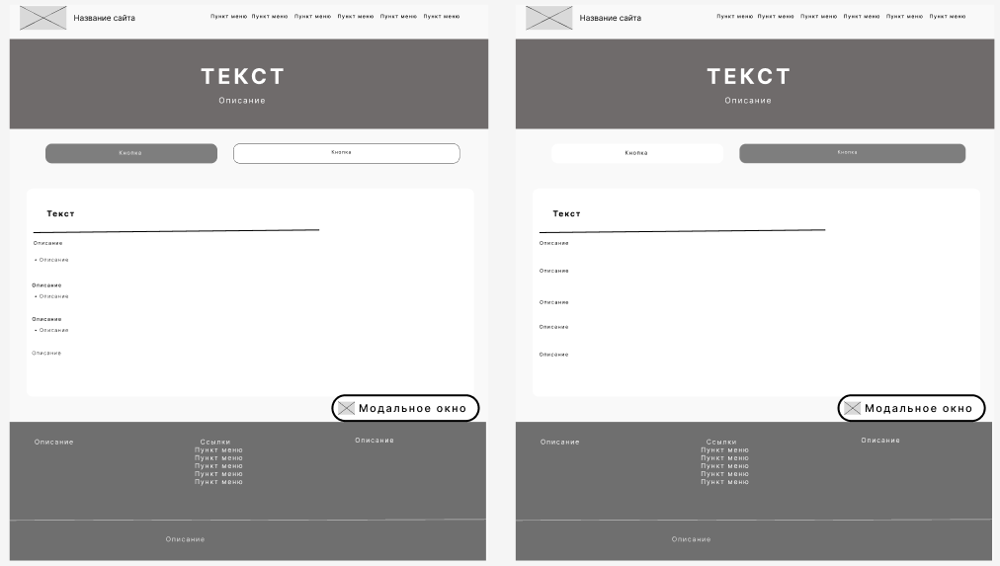 Название сайта
Пункт меню Пункт меню Пункт меню Пункт меню Пункт меню Пункт меню
ТЕКСТ
Описание
Кнопка
Кнопка
Текст
Описание
• Описание
Описание
• Описание
Описание
• Описание
Описание
Модальное окно
Описание
Ссылки
Пункт меню
Пункт меню
Пункт меню
Пункт меню
Пункт меню
Описание
Описание
Название сайта
Пункт меню Пункт меню Пункт меню Пункт меню Пункт меню Пункт меню
ТЕКСТ
Описание
Кнопка
Кнопка
Текст
Описание
Описание
Описание
Описание
Описание
Модальное окно
Описание
Ссылки
Пункт меню
Пункт меню
Пункт меню
Пункт меню
Пункт меню
Описание
Описание